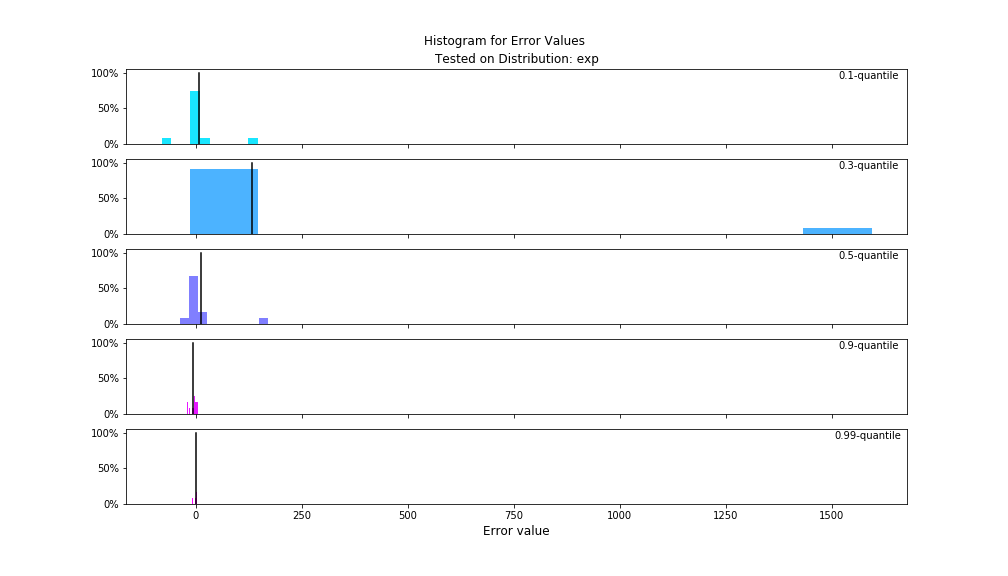 Histogram for Error Values
Tested on Distribution: exp
100%
50%
0%
0.1-quantile
100%
50%
0%
0.3-quantile
100%
50%
0%
0.5-quantile
100%
50%
0%
0.9-quantile
100%
50%
0%
0.99-quantile
0 250 500 750 1000 1250 1500
Error value